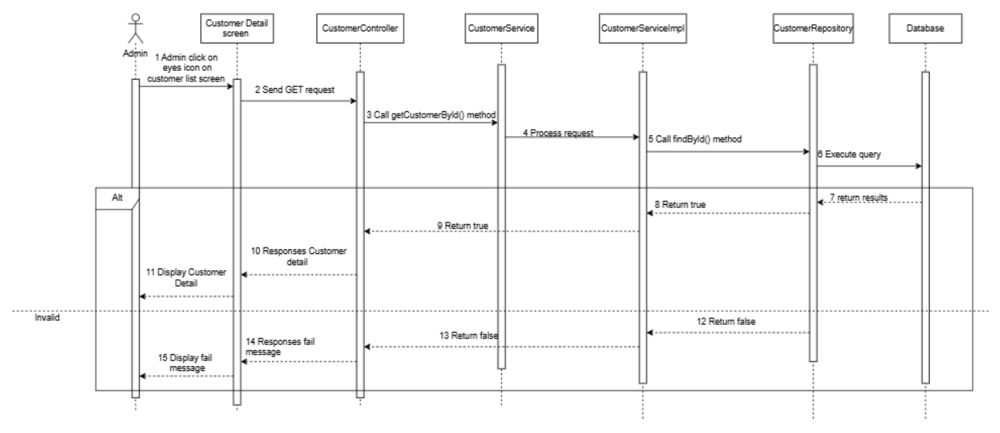 Customer Detail
screen
CustomerController
CustomerService
CustomerServiceImpl
CustomerRepository
Database
Admin
1 Admin click on
eyes icon on
customer list screen
2 Send GET request
3 Call getCustomerById() method
4 Process request
5 Call findById() method
6 Execute query
Alt
7 return results
8 Return true
9 Return true
10 Responses Customer
detail
11 Display Customer
Detail
Invalid
12 Return false
13 Return false
14 Responses fail
message
15 Display fail
message